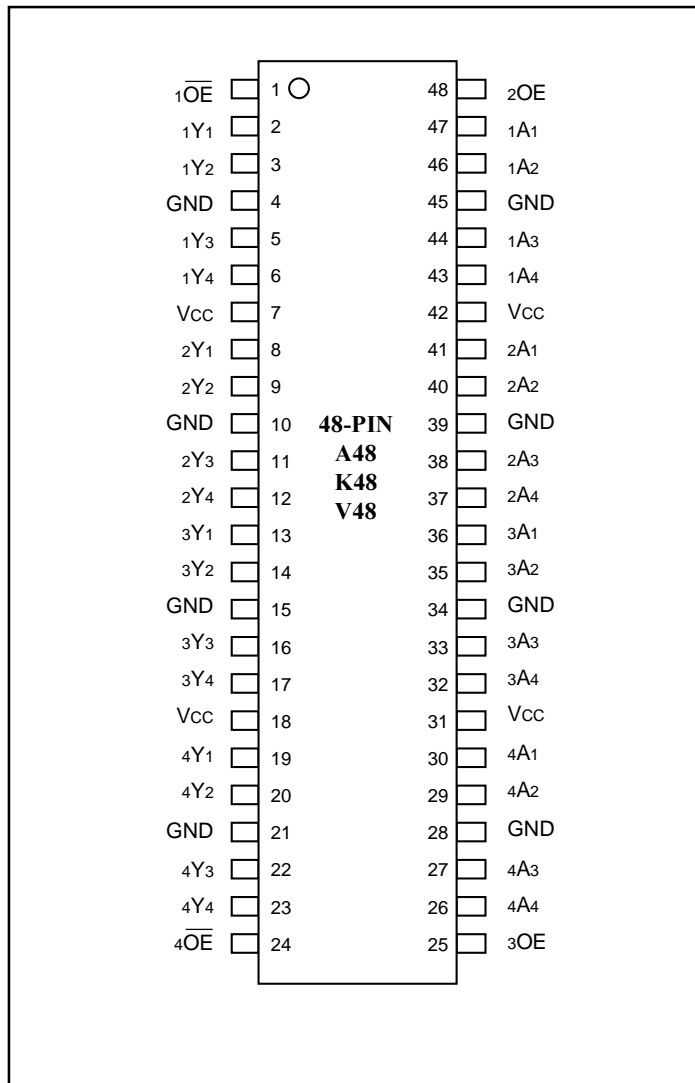 1O̅E̅ 1 48 2OE
1Y1 2 47 1A1
1Y2 3 46 1A2
GND 4 45 GND
1Y3 5 44 1A3
1Y4 6 43 1A4
VCC 7 42 VCC
2Y1 8 41 2A1
2Y2 9 40 2A2
GND 10 48-PIN 39 GND
A48
2Y3 11 38 2A3
K48
2Y4 12 37 2A4
V48
3Y1 13 36 3A1
3Y2 14 35 3A2
GND 15 34 GND
3Y3 16 33 3A3
3Y4 17 32 3A4
VCC 18 31 VCC
4Y1 19 30 4A1
4Y2 20 29 4A2
GND 21 28 GND
4Y3 22 27 4A3
4Y4 23 26 4A4
4O̅E̅ 24 25 3OE